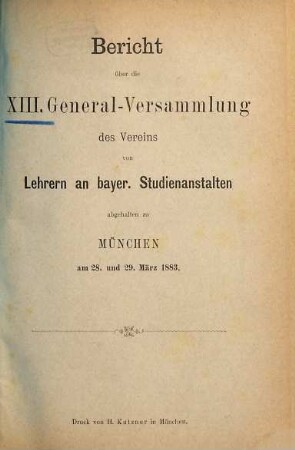 Bericht
über die
XIII. General-Versammlung
des Vereins
von
Lehrern an bayer. Studienanstalten
abgehalten zu
MÜNCHEN
am 28. und 29. März 1883.
Druck von H. Kutzner in München.